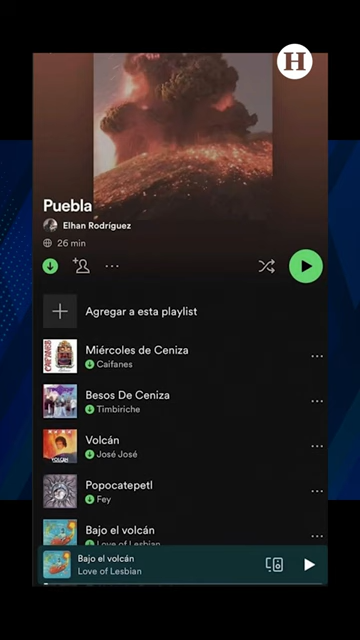 H
Puebla
Elhan Rodríguez
26 min
Agregar a esta playlist
Miércoles de Ceniza
Caifanes
Besos De Ceniza
Timbiriche
Volcán
José José
Popocatepetl
Fey
Bajo el volcán
Love of Lesbian
Bajo el volcán
Love of Lesbian